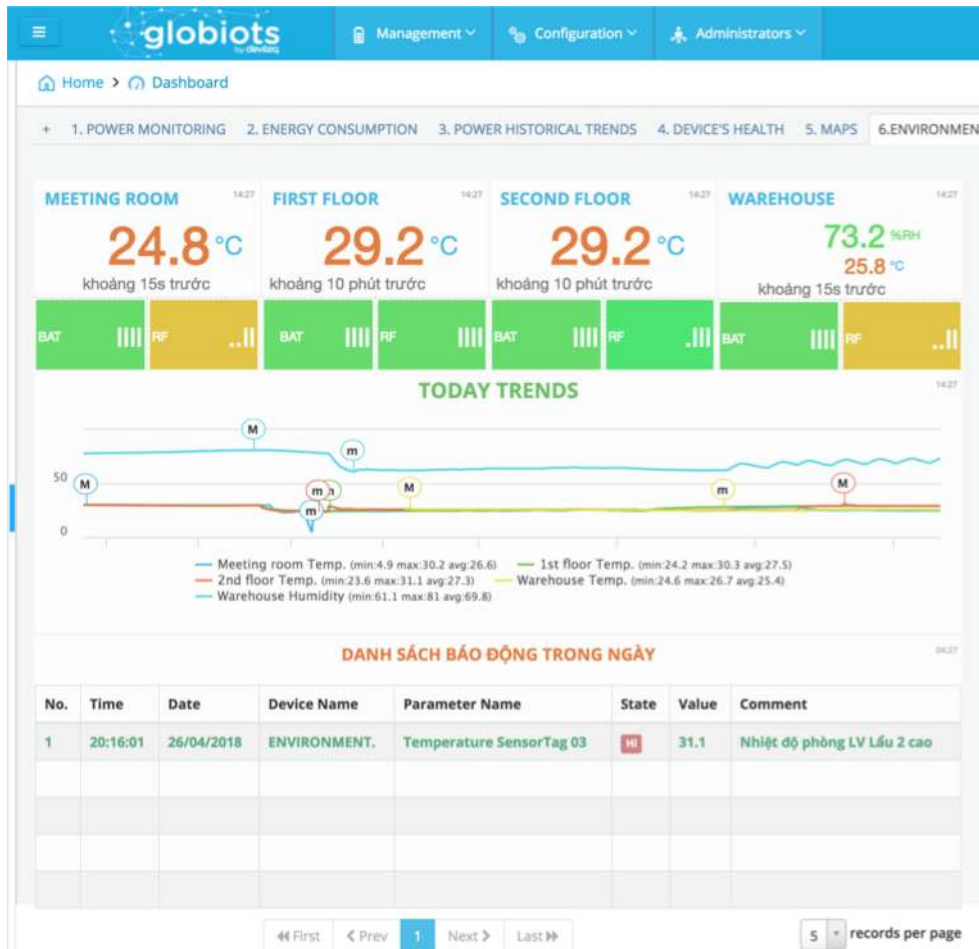 globiots
by deviteq
Management
Configuration
Administrators
Home > Dashboard
+ 1. POWER MONITORING 2. ENERGY CONSUMPTION 3. POWER HISTORICAL TRENDS 4. DEVICE'S HEALTH 5. MAPS 6.ENVIRONMEN
MEETING ROOM 14:27
24.8 °C
khoảng 15s trước
BAT RF
FIRST FLOOR 14:27
29.2 °C
khoảng 10 phút trước
BAT RF
SECOND FLOOR 14:27
29.2 °C
khoảng 10 phút trước
BAT RF
WAREHOUSE 14:27
73.2 %RH
25.8 °C
khoảng 15s trước
BAT RF
TODAY TRENDS 14:27
M
m
50
M
m
m
M
m
M
0
Meeting room Temp. (min:4.9 max:30.2 avg:26.6)
1st floor Temp. (min:24.2 max:30.3 avg:27.5)
2nd floor Temp. (min:23.6 max:31.1 avg:27.3)
Warehouse Temp. (min:24.6 max:26.7 avg:25.4)
Warehouse Humidity (min:61.1 max:81 avg:69.8)
DANH SÁCH BÁO ĐỘNG TRONG NGÀY
No. Time Date Device Name Parameter Name State Value Comment
1 20:16:01 26/04/2018 ENVIRONMENT. Temperature SensorTag 03 HI 31.1 Nhiệt độ phòng LV Lầu 2 cao
First Prev 1 Next Last
5 records per page